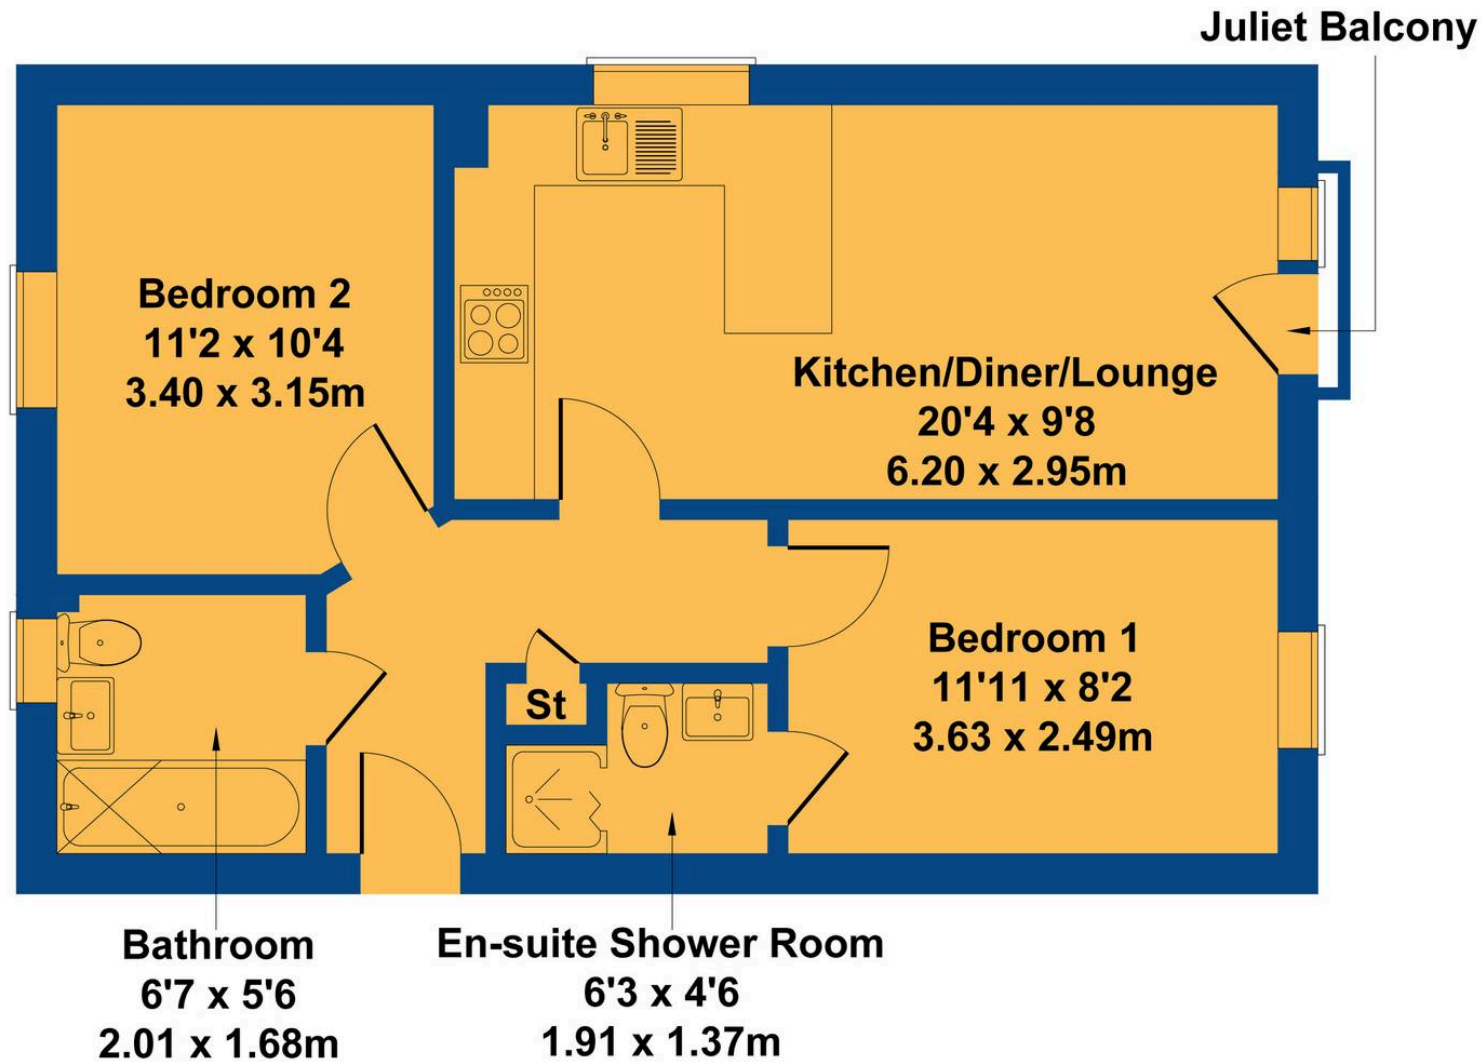 Juliet Balcony
Bedroom 2
11'2 x 10'4
3.40 x 3.15m
Kitchen/Diner/Lounge
20'4 x 9'8
6.20 x 2.95m
Bedroom 1
11'11 x 8'2
3.63 x 2.49m
St
Bathroom
6'7 x 5'6
2.01 x 1.68m
En-suite Shower Room
6'3 x 4'6
1.91 x 1.37m